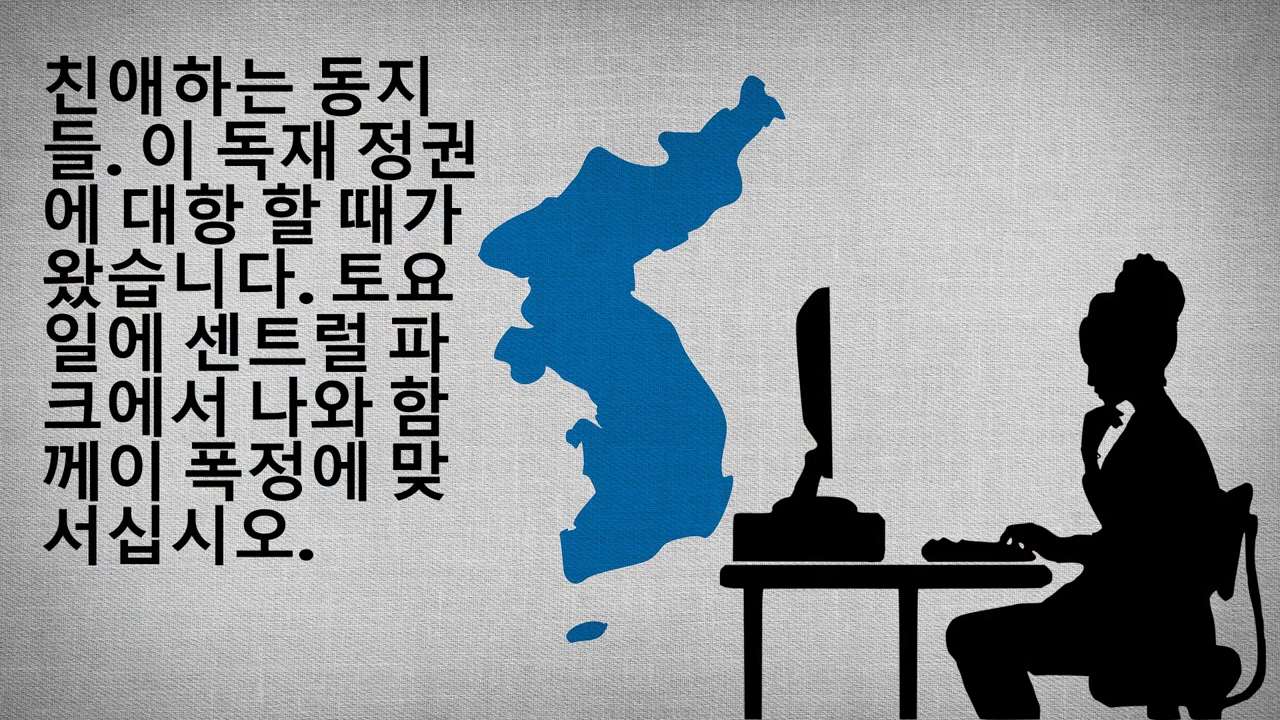 친애하는 동지
들. 이 독재 정권
에 대항 할 때가
왔습니다. 토요
일에 센트럴 파
크에서 나와 함
께이 폭정에 맞
서십시오.